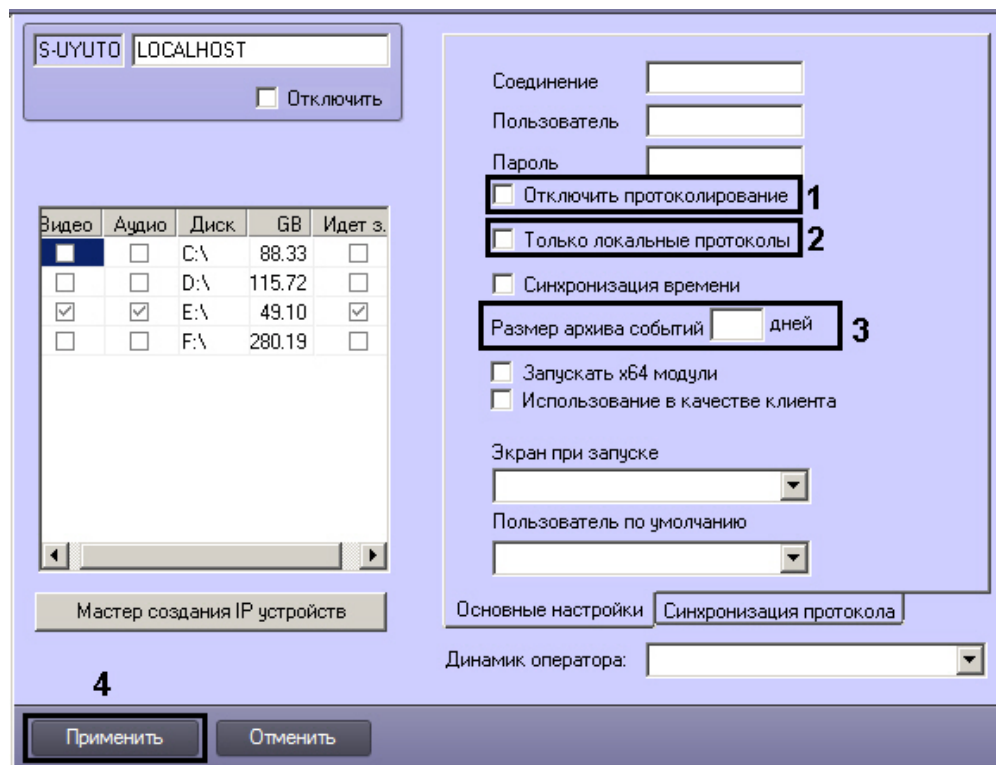 S-UYUTO LOCALHOST
Отключить
Видео Аудио Диск GB Идет з.
C:\ 88.33
D:\ 115.72
E:\ 49.10
F:\ 280.19
Мастер создания IP устройств
Соединение
Пользователь
Пароль
Отключить протоколирование 1
Только локальные протоколы 2
Синхронизация времени
Размер архива событий дней 3
Запускать x64 модули
Использование в качестве клиента
Экран при запуске
Пользователь по умолчанию
Основные настройки Синхронизация протокола
Динамик оператора:
4
Применить Отменить